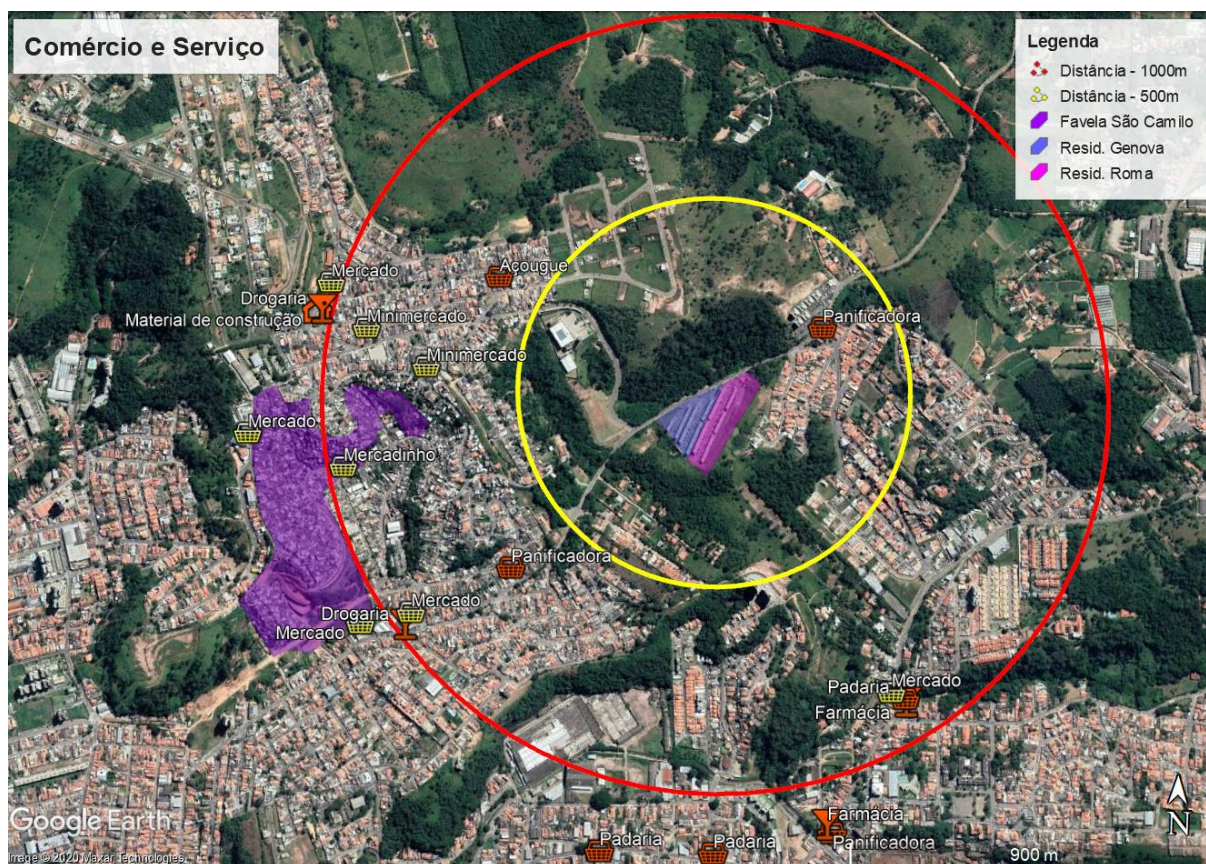 Comércio e Serviço
Legenda
Distância - 1000m
Distância - 500m
Favela São Camilo
Resid. Genova
Resid. Roma
Açougue
Mercado
Drogaria
Material de construção
Minimercado
Panificadora
Minimercado
Mercado
Mercadinho
Panificadora
Mercado
Drogaria
Mercado
Mercado
Padaria
Farmácia
Farmácia
Panificadora
Padaria
Padaria
Google Earth
Image © 2020 Maxar Technologies
900 m
N